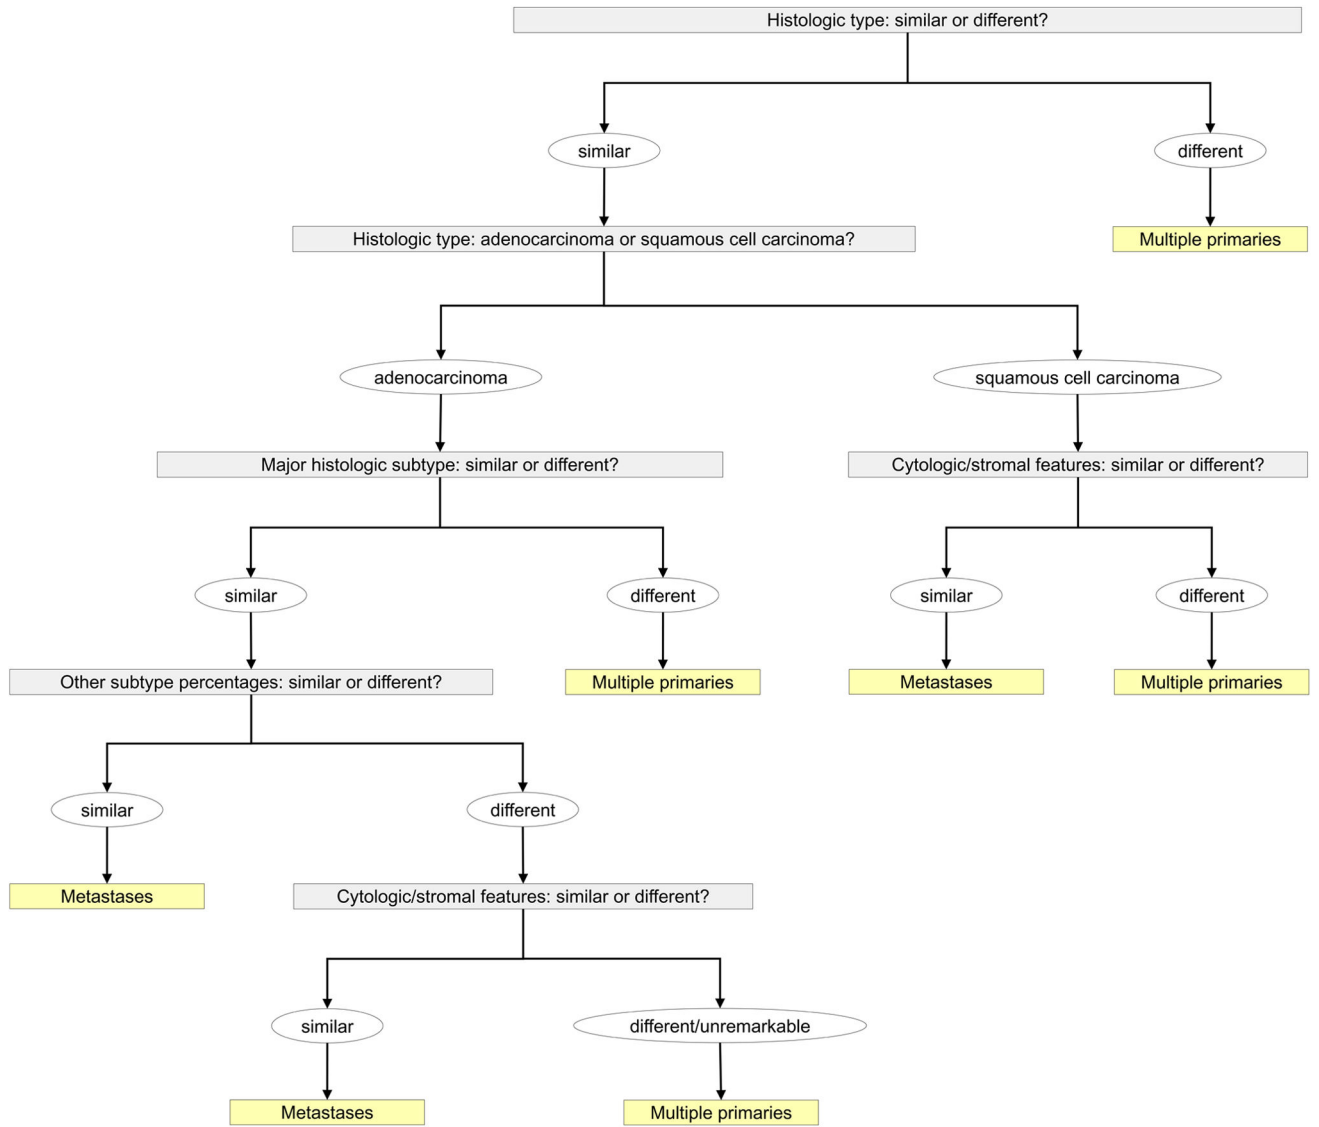 Histologic type: similar or different?
similar
different
Histologic type: adenocarcinoma or squamous cell carcinoma?
Multiple primaries
adenocarcinoma
squamous cell carcinoma
Major histologic subtype: similar or different?
Cytologic/stromal features: similar or different?
similar
different
similar
different
Other subtype percentages: similar or different?
Multiple primaries
Metastases
Multiple primaries
similar
different
Metastases
Cytologic/stromal features: similar or different?
similar
different/unremarkable
Metastases
Multiple primaries